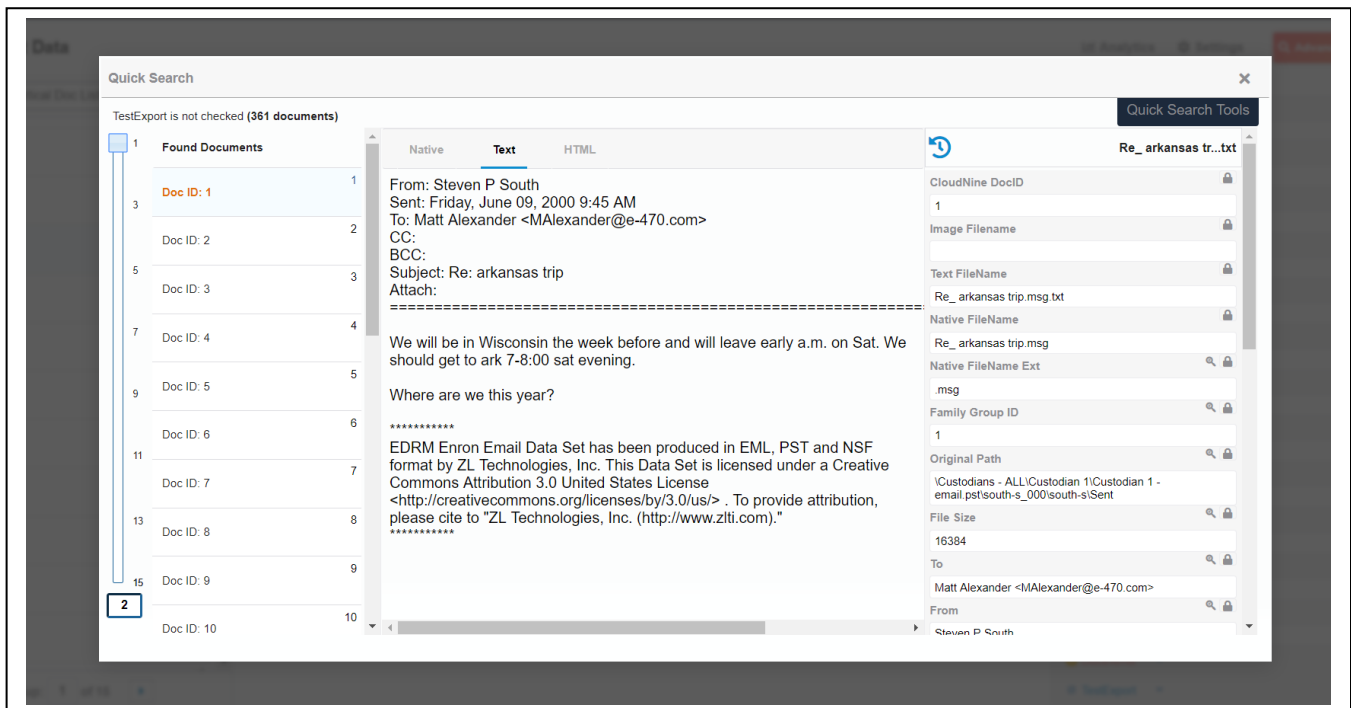 Data
UI Analytics Settings
Quick Search
TestExport is not checked (361 documents)
Quick Search Tools
1
3
5
7
9
11
13
15
2
Found Documents
Doc ID: 1 1
Doc ID: 2 2
Doc ID: 3 3
Doc ID: 4 4
Doc ID: 5 5
Doc ID: 6 6
Doc ID: 7 7
Doc ID: 8 8
Doc ID: 9 9
Doc ID: 10 10
Native Text HTML
From: Steven P South
Sent: Friday, June 09, 2000 9:45 AM
To: Matt Alexander <MAlexander@e-470.com>
CC:
BCC:
Subject: Re: arkansas trip
Attach:
============================================================
We will be in Wisconsin the week before and will leave early a.m. on Sat. We
should get to ark 7-8:00 sat evening.
Where are we this year?
***********
EDRM Enron Email Data Set has been produced in EML, PST and NSF
format by ZL Technologies, Inc. This Data Set is licensed under a Creative
Commons Attribution 3.0 United States License
<http://creativecommons.org/licenses/by/3.0/us/> . To provide attribution,
please cite to "ZL Technologies, Inc. (http://www.zlti.com)."
***********
Re_ arkansas tr...txt
CloudNine DocID
1
Image Filename
Text FileName
Re_ arkansas trip.msg.txt
Native FileName
Re_ arkansas trip.msg
Native FileName Ext
.msg
Family Group ID
1
Original Path
\Custodians - ALL\Custodian 1\Custodian 1 -
email.pst\south-s_000\south-s\Sent
File Size
16384
To
Matt Alexander <MAlexander@e-470.com>
From
Steven P South
1 of 16
TestExport